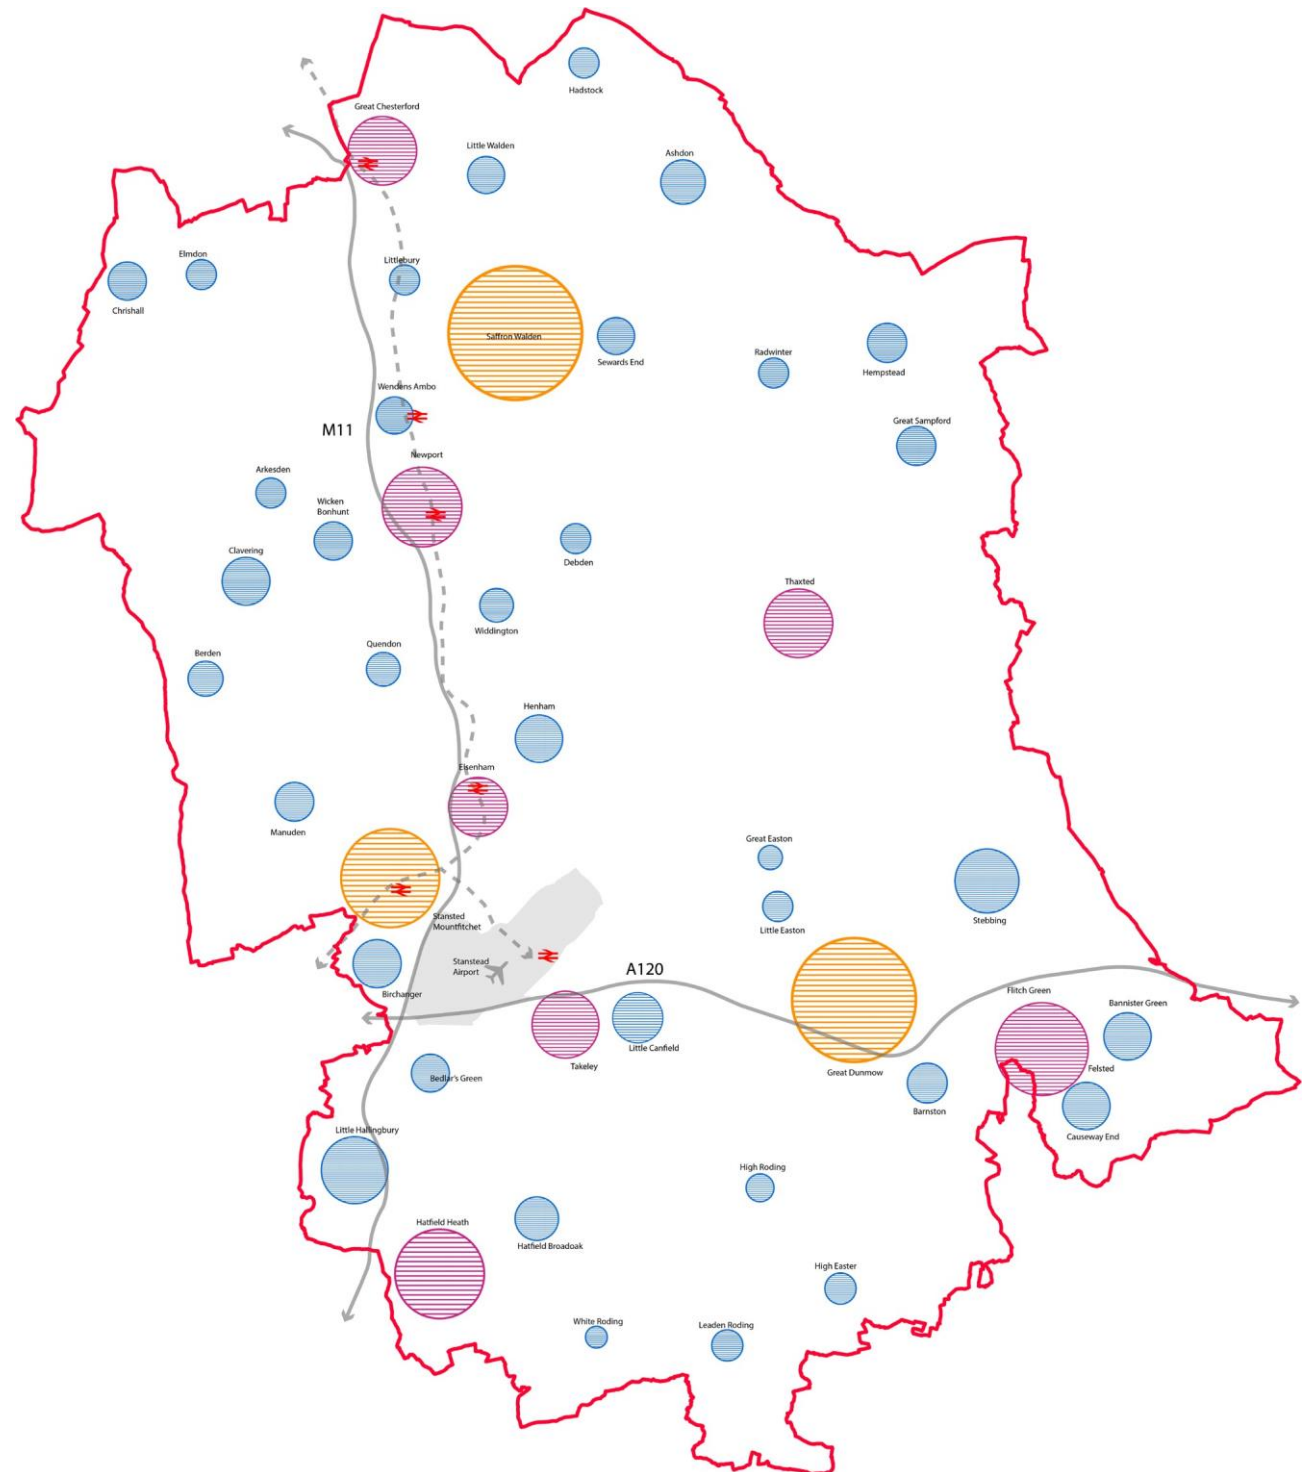 Hadstock
Great Chesterford
Little Walden
Ashdon
Elmdon
Littlebury
Chrishall
Saffron Walden
Sewards End
Radwinter
Hempstead
Wendens Ambo
M11
Great Sampford
Newport
Arkesden
Wicken
Bonhunt
Clavering
Debden
Thaxted
Widdington
Quendon
Berden
Henham
Elsenham
Manuden
Great Easton
Stansted
Mountfitchet
Little Easton
Stebbing
Stanstead
Airport
A120
Birchanger
Flitch Green
Bannister Green
Little Canfield
Takeley
Great Dunmow
Felsted
Bedlar's Green
Barnston
Causeway End
Little Hallingbury
High Roding
Hatfield Heath
Hatfield Broadoak
High Easter
White Roding
Leaden Roding